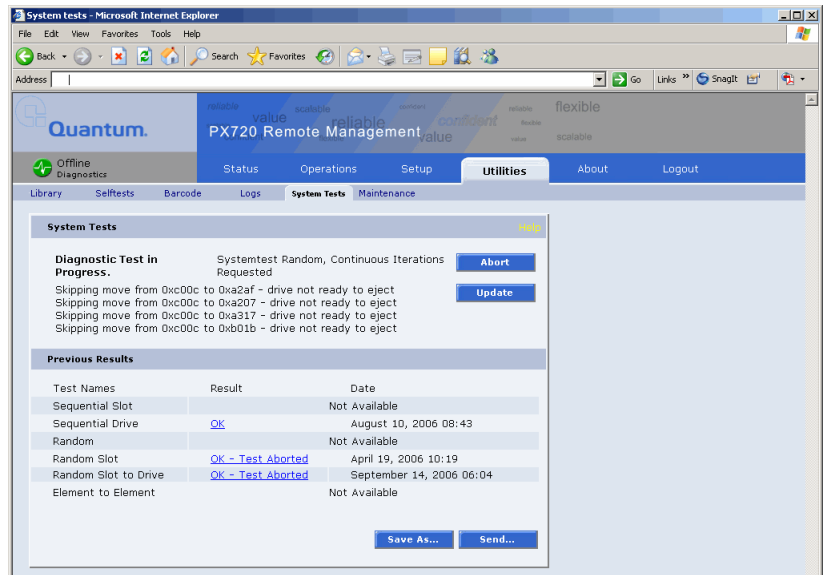 System tests - Microsoft Internet Explorer
File Edit View Favorites Tools Help
Back Search Favorites
Address Go Links » SnagIt
reliable value scalable reliable confident value confident reliable flexible value flexible scalable
Quantum.
PX720 Remote Management
Offline
Diagnostics
Status Operations Setup Utilities About Logout
Library Selftests Barcode Logs System Tests Maintenance
System Tests Help
Diagnostic Test in Progress.
Systemtest Random, Continuous Iterations Requested
Abort
Update
Skipping move from 0xc00c to 0xa2af - drive not ready to eject
Skipping move from 0xc00c to 0xa207 - drive not ready to eject
Skipping move from 0xc00c to 0xa317 - drive not ready to eject
Skipping move from 0xc00c to 0xb01b - drive not ready to eject
Previous Results
Test Names Result Date
Sequential Slot Not Available
Sequential Drive OK August 10, 2006 08:43
Random Not Available
Random Slot OK - Test Aborted April 19, 2006 10:19
Random Slot to Drive OK - Test Aborted September 14, 2006 06:04
Element to Element Not Available
Save As... Send...